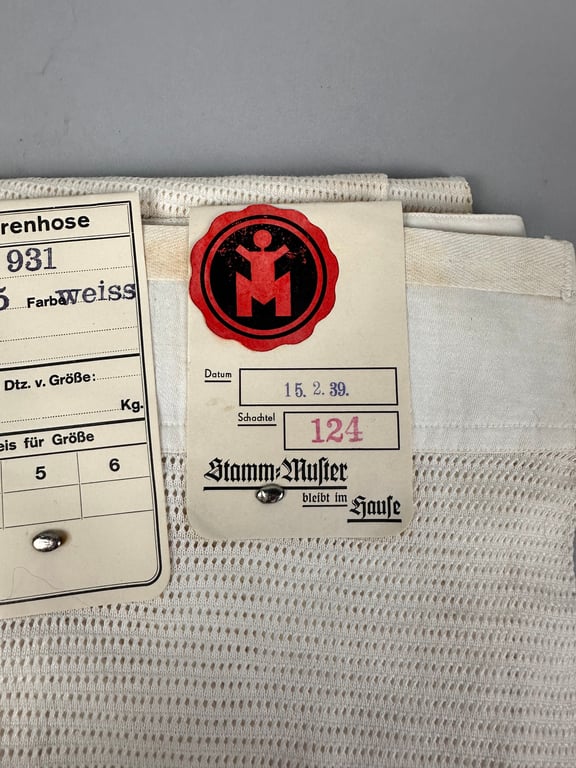 renhose
931
5 Farbe weiss
Dtz. v. Größe:
Kg.
eis für Größe
5 6
M
Datum 15. 2. 39.
Schachtel 124
Stamm=Muster
bleibt im Hause